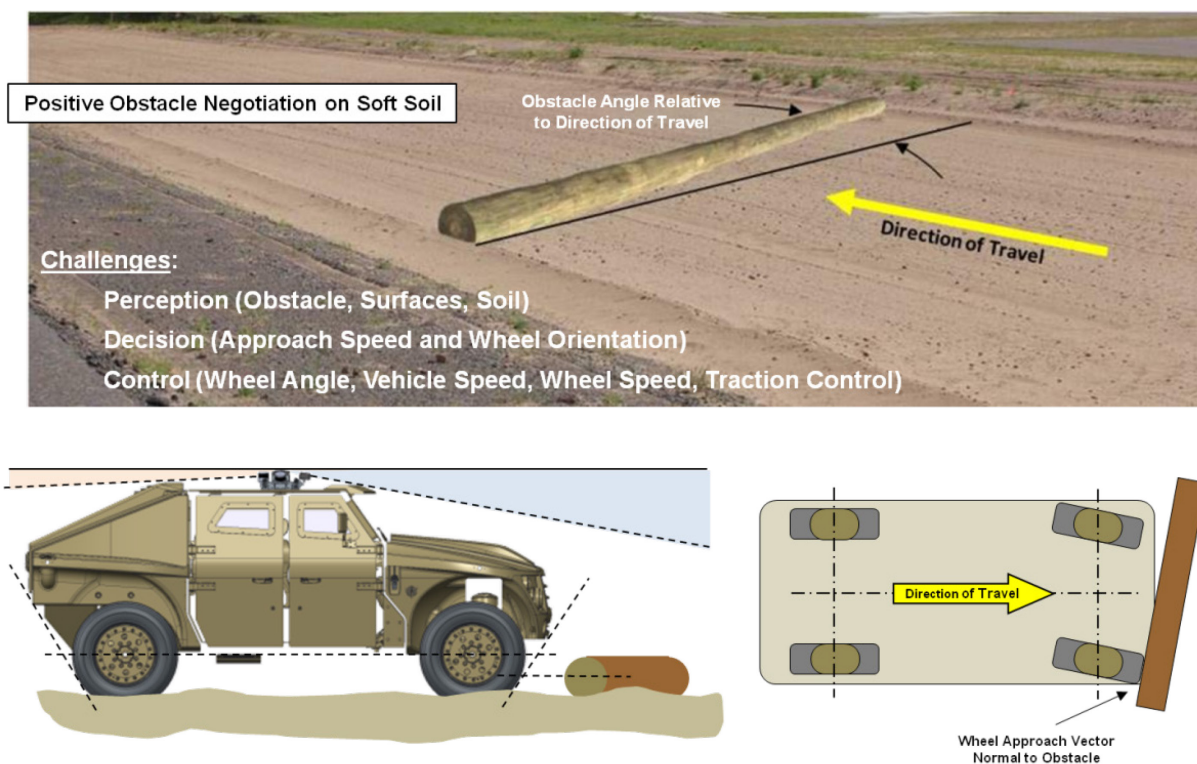 Positive Obstacle Negotiation on Soft Soil
Obstacle Angle Relative
to Direction of Travel
Direction of Travel
Challenges:
Perception (Obstacle, Surfaces, Soil)
Decision (Approach Speed and Wheel Orientation)
Control (Wheel Angle, Vehicle Speed, Wheel Speed, Traction Control)
Direction of Travel
Wheel Approach Vector
Normal to Obstacle